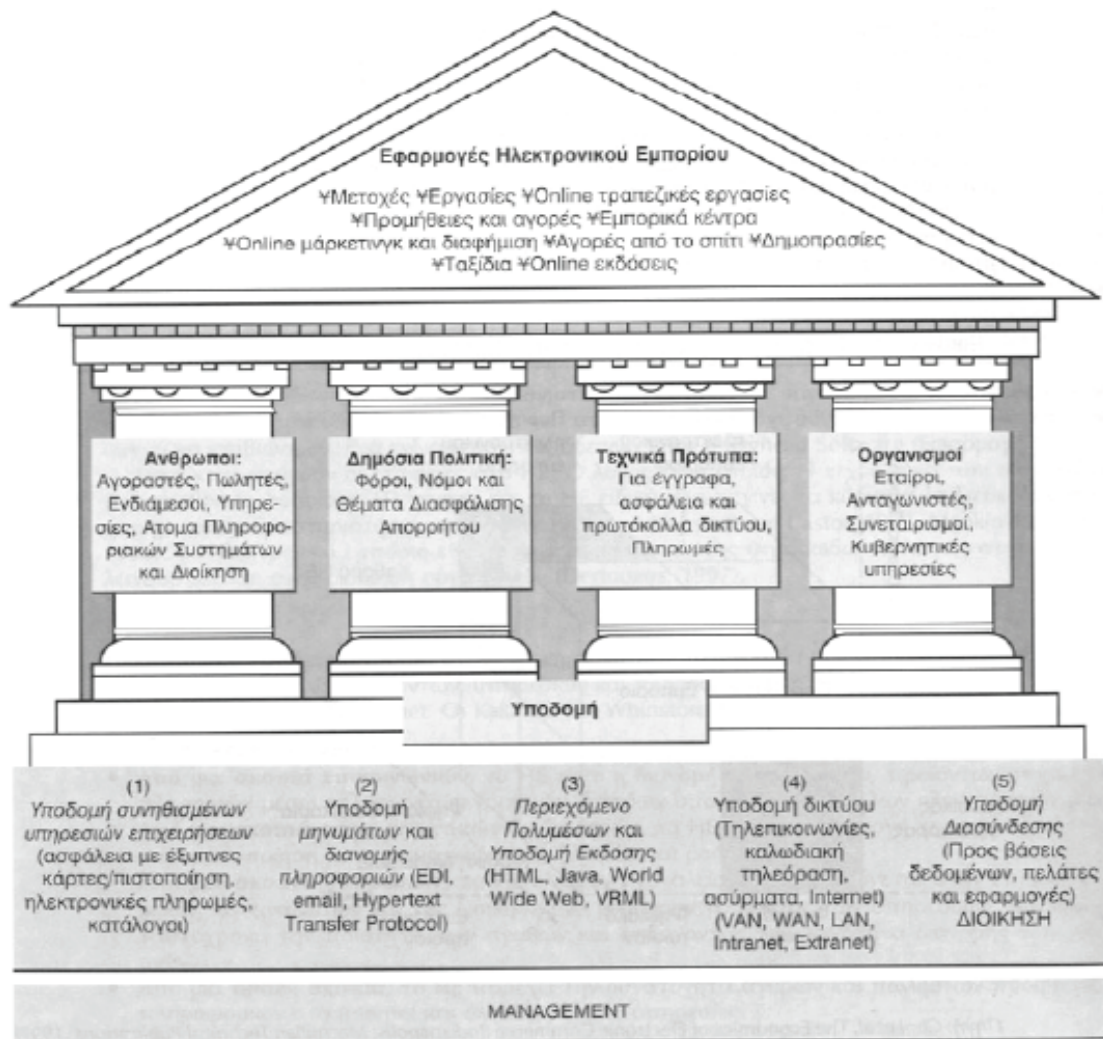 Εφαρμογές Ηλεκτρονικού Εμπορίου
¥Μετοχές ¥Εργασίες ¥Online τραπεζικές εργασίες
¥Προμήθειες και αγορές ¥Εμπορικά κέντρα
¥Online μάρκετινγκ και διαφήμιση ¥Αγορές από το σπίτι ¥Δημοπρασίες
¥Ταξίδια ¥Online εκδόσεις
Ανθρωποι:
Αγοραστές, Πωλητές,
Ενδιάμεσοι, Υπηρε-
σίες, Ατομα Πληροφο-
ριακών Συστημάτων
και Διοίκηση
Δημόσια Πολιτική:
Φόροι, Νόμοι και
Θέματα Διασφάλισης
Απορρήτου
Τεχνικά Πρότυπα:
Για έγγραφα,
ασφάλεια και
πρωτόκολλα δικτύου,
Πληρωμές
Οργανισμοί
Εταίροι,
Ανταγωνιστές,
Συνεταιρισμοί,
Κυβερνητικές
υπηρεσίες
Υποδομή
(1)
Υποδομή συνηθισμένων
υπηρεσιών επιχειρήσεων
(ασφάλεια με έξυπνες
κάρτες/πιστοποίηση,
ηλεκτρονικές πληρωμές,
κατάλογοι)
(2)
Υποδομή
μηνυμάτων και
διανομής
πληροφοριών (EDI,
email, Hypertext
Transfer Protocol)
(3)
Περιεχόμενο
Πολυμέσων και
Υποδομή Εκδοσης
(HTML, Java, World
Wide Web, VRML)
(4)
Υποδομή δικτύου
(Τηλεπικοινωνίες,
καλωδιακή
τηλεόραση,
ασύρματα, Internet)
(VAN, WAN, LAN,
Intranet, Extranet)
(5)
Υποδομή
Διασύνδεσης
(Προς βάσεις
δεδομένων, πελάτες
και εφαρμογές)
ΔΙΟΙΚΗΣΗ
MANAGEMENT